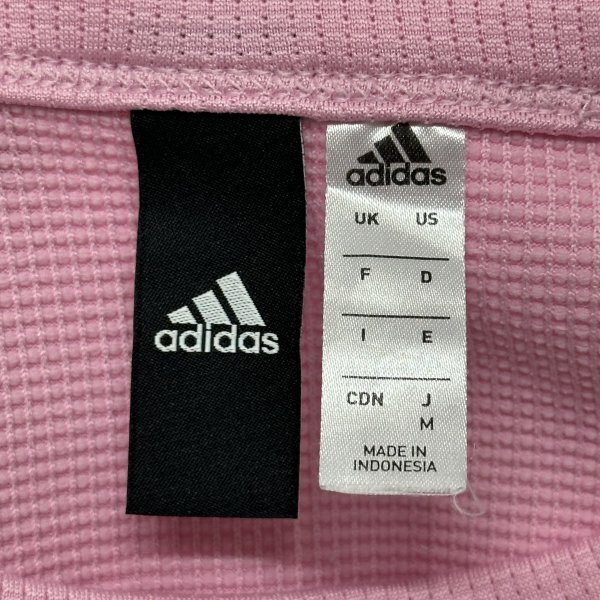 adidas
adidas
UK US
F D
I E
CDN J
M
MADE IN
INDONESIA